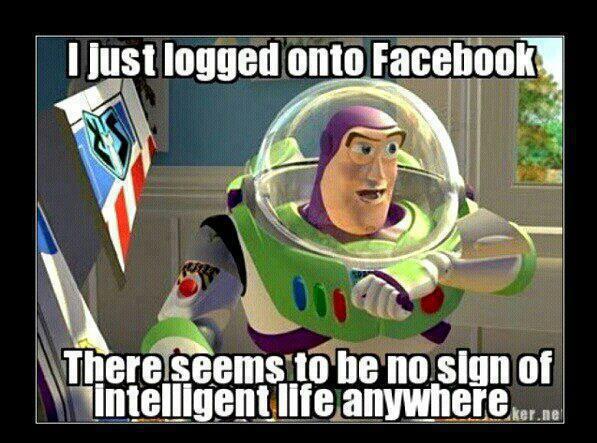 I just logged onto Facebook
There seems to be no sign of
intelligent life anywhere